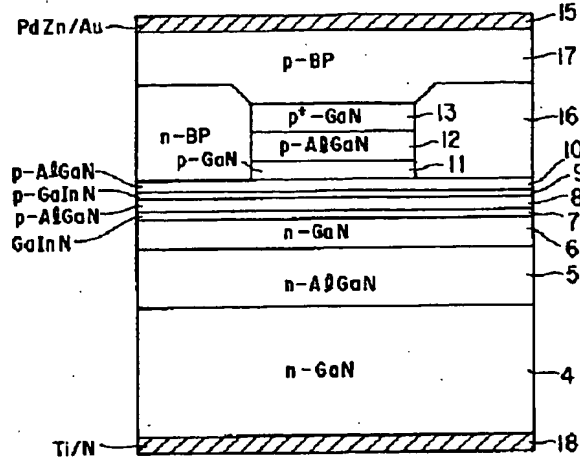 PdZn/Au
15
p-BP
17
p⁺-GaN
13
16
n-BP
p-AℓGaN
12
10
p-GaN
11
9
p-AℓGaN
p-GaInN
8
p-AℓGaN
7
GaInN
n-GaN
6
5
n-AℓGaN
n-GaN
4
Ti/N
18